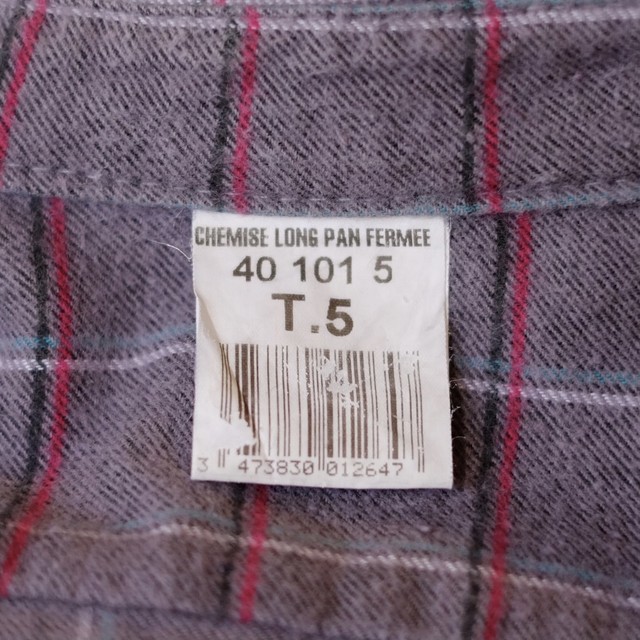 CHEMISE LONG PAN FERMEE
40 101 5
T.5
3 473830 012647